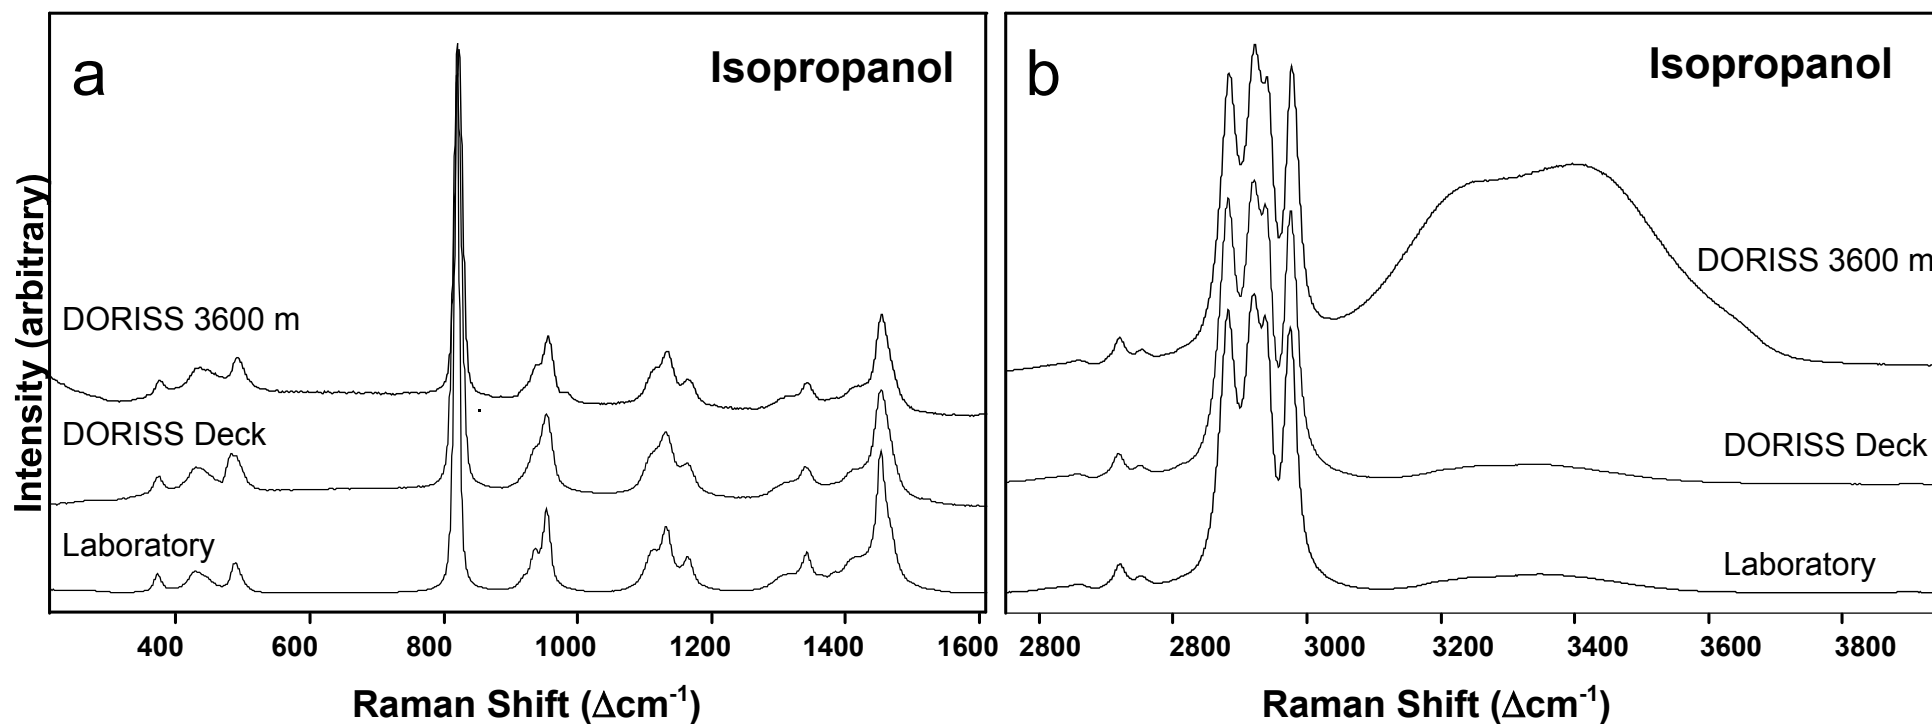 a
Isopropanol
Intensity (arbitrary)
DORISS 3600 m
DORISS Deck
Laboratory
400 600 800 1000 1200 1400 1600
Raman Shift (Δcm⁻¹)
b
Isopropanol
DORISS 3600 m
DORISS Deck
Laboratory
2800 2800 3000 3200 3400 3600 3800
Raman Shift (Δcm⁻¹)